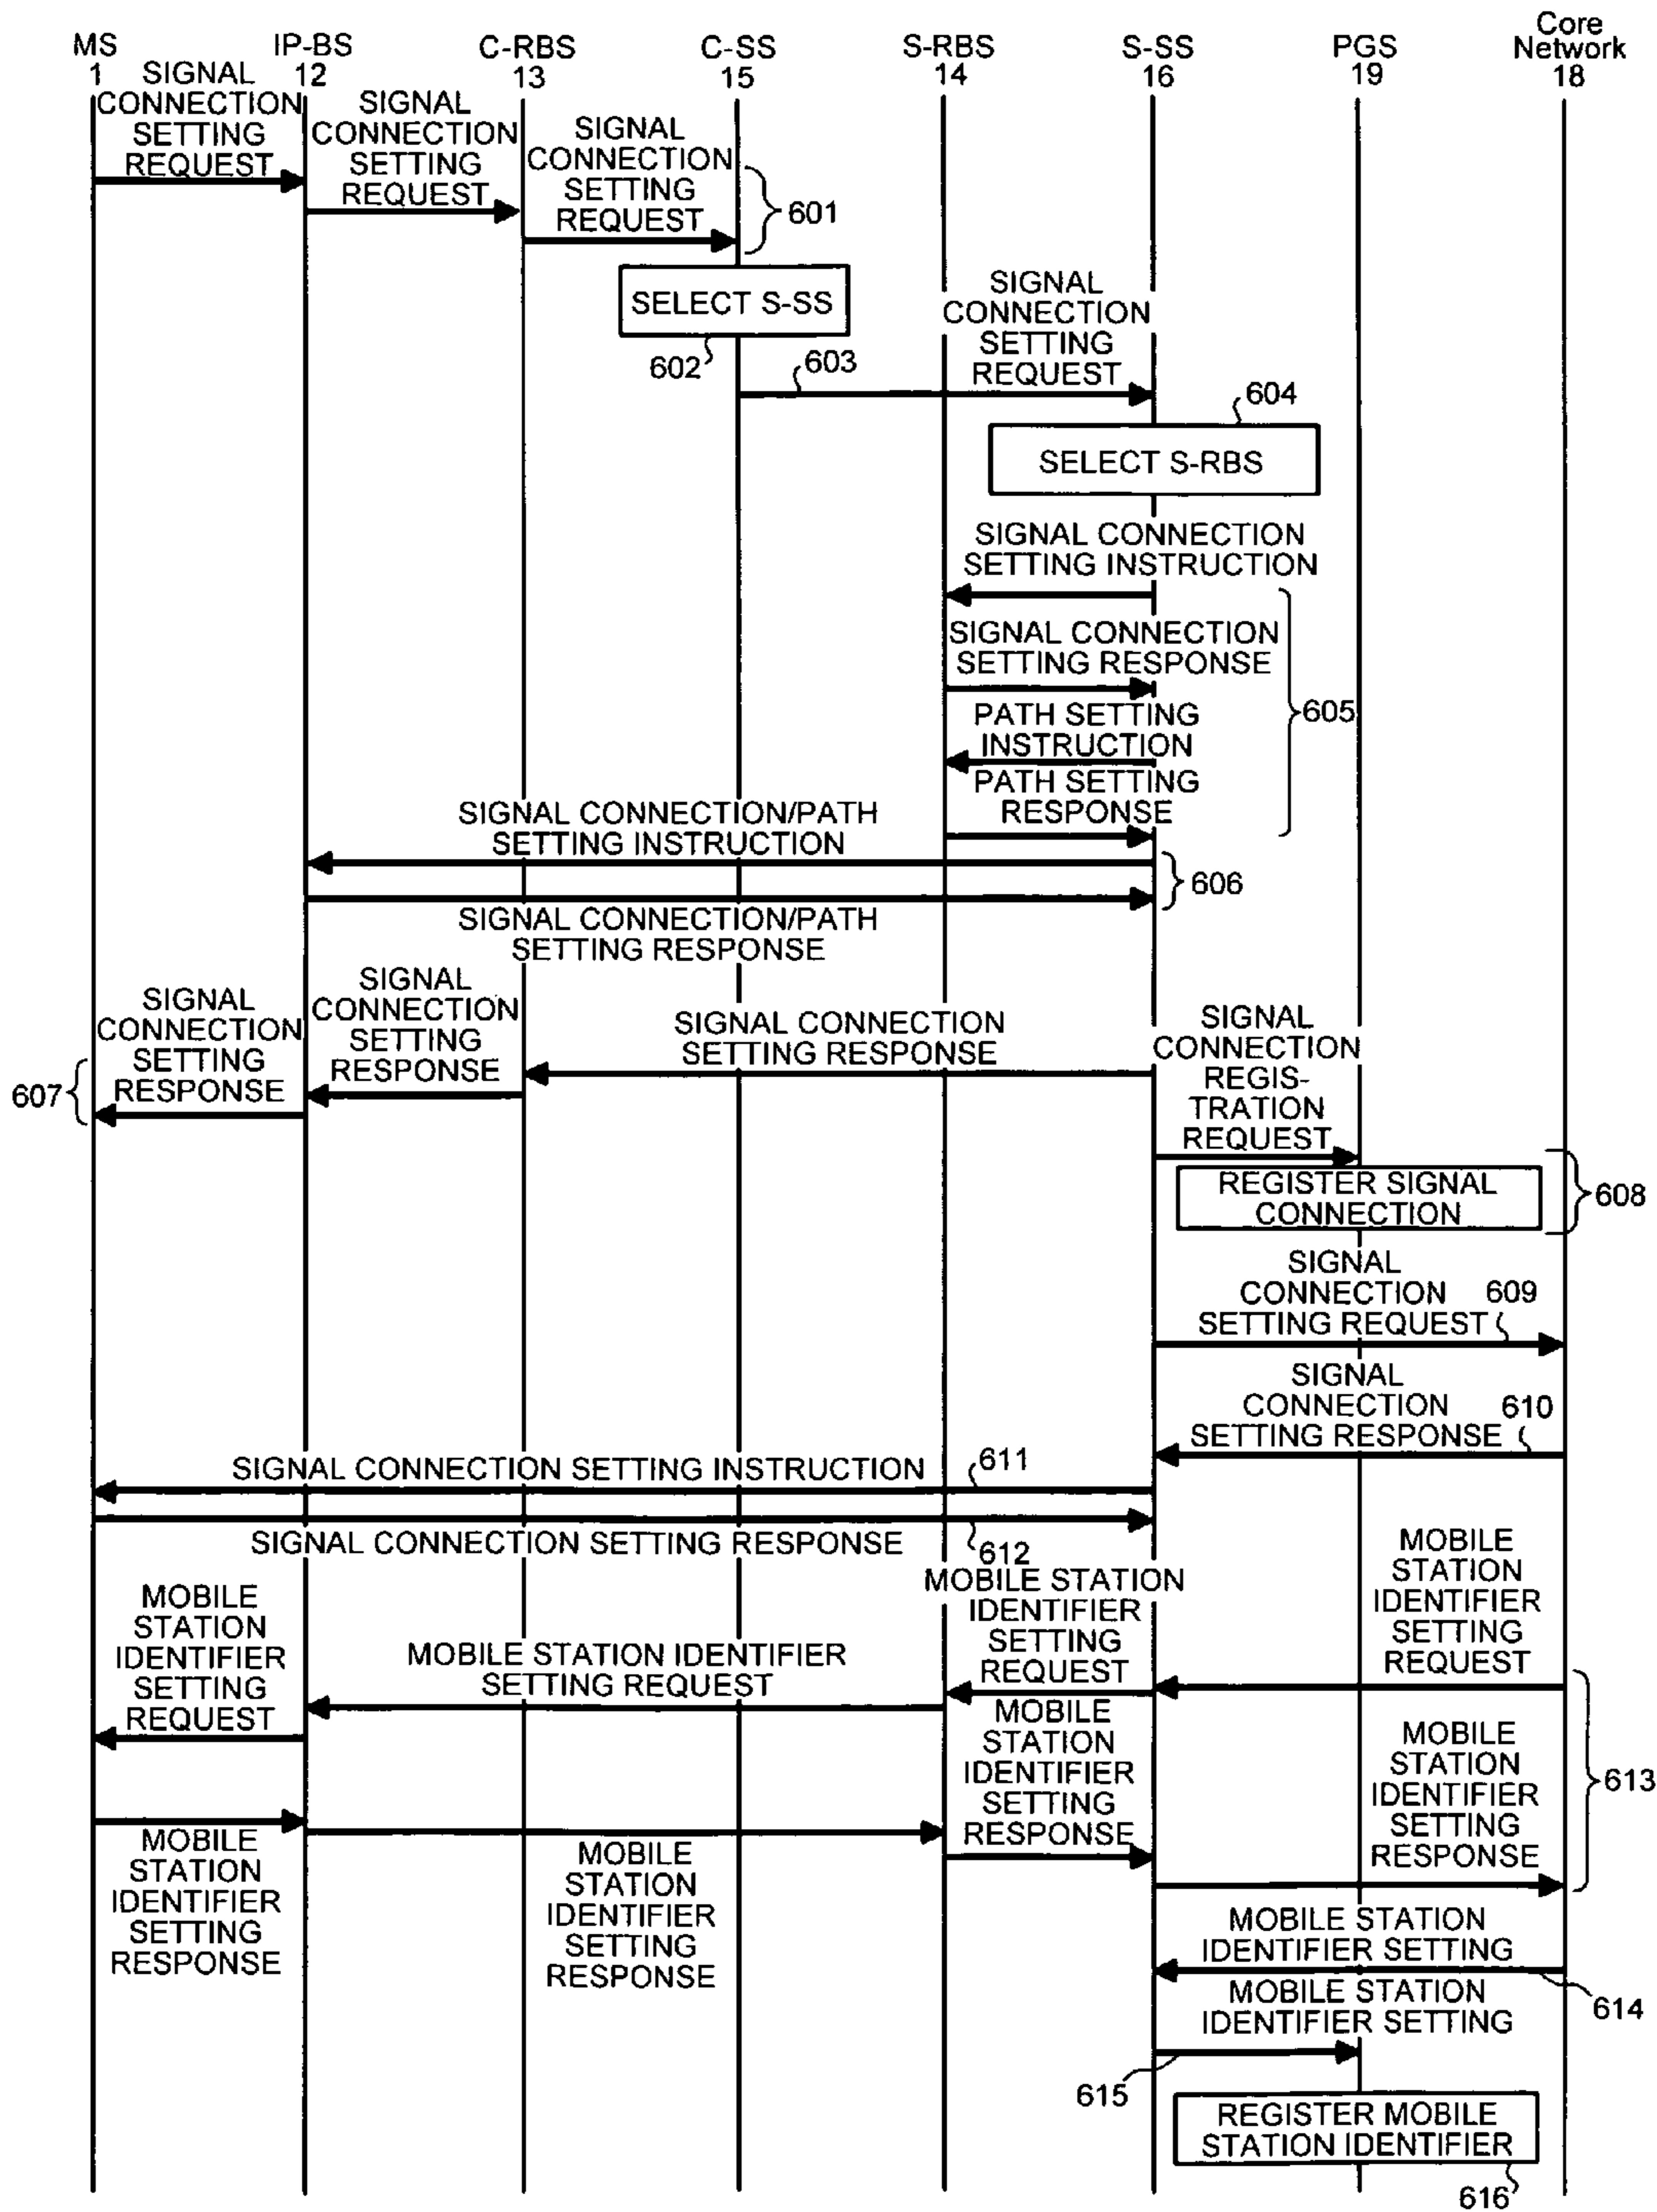 MS
1
IP-BS
12
C-RBS
13
C-SS
15
S-RBS
14
S-SS
16
PGS
19
Core
Network
18
SIGNAL
CONNECTION
SETTING
REQUEST
SIGNAL
CONNECTION
SETTING
REQUEST
SIGNAL
CONNECTION
SETTING
REQUEST
601
SELECT S-SS
602
603
SIGNAL
CONNECTION
SETTING
REQUEST
604
SELECT S-RBS
SIGNAL CONNECTION
SETTING INSTRUCTION
SIGNAL CONNECTION
SETTING RESPONSE
PATH SETTING
INSTRUCTION
PATH SETTING
RESPONSE
605
SIGNAL CONNECTION/PATH
SETTING INSTRUCTION
606
SIGNAL CONNECTION/PATH
SETTING RESPONSE
SIGNAL
CONNECTION
SETTING
RESPONSE
607
SIGNAL
CONNECTION
SETTING
RESPONSE
SIGNAL CONNECTION
SETTING RESPONSE
SIGNAL
CONNECTION
REGIS-
TRATION
REQUEST
REGISTER SIGNAL
CONNECTION
608
SIGNAL
CONNECTION
SETTING REQUEST
609
SIGNAL
CONNECTION
SETTING RESPONSE
610
SIGNAL CONNECTION SETTING INSTRUCTION
611
SIGNAL CONNECTION SETTING RESPONSE
612
MOBILE
STATION
IDENTIFIER
SETTING
REQUEST
MOBILE STATION
IDENTIFIER
SETTING
REQUEST
MOBILE STATION IDENTIFIER
SETTING REQUEST
MOBILE
STATION
IDENTIFIER
SETTING
REQUEST
MOBILE
STATION
IDENTIFIER
SETTING
RESPONSE
MOBILE
STATION
IDENTIFIER
SETTING
RESPONSE
MOBILE
STATION
IDENTIFIER
SETTING
RESPONSE
MOBILE
STATION
IDENTIFIER
SETTING
RESPONSE
613
MOBILE STATION
IDENTIFIER SETTING
614
MOBILE STATION
IDENTIFIER SETTING
615
REGISTER MOBILE
STATION IDENTIFIER
616